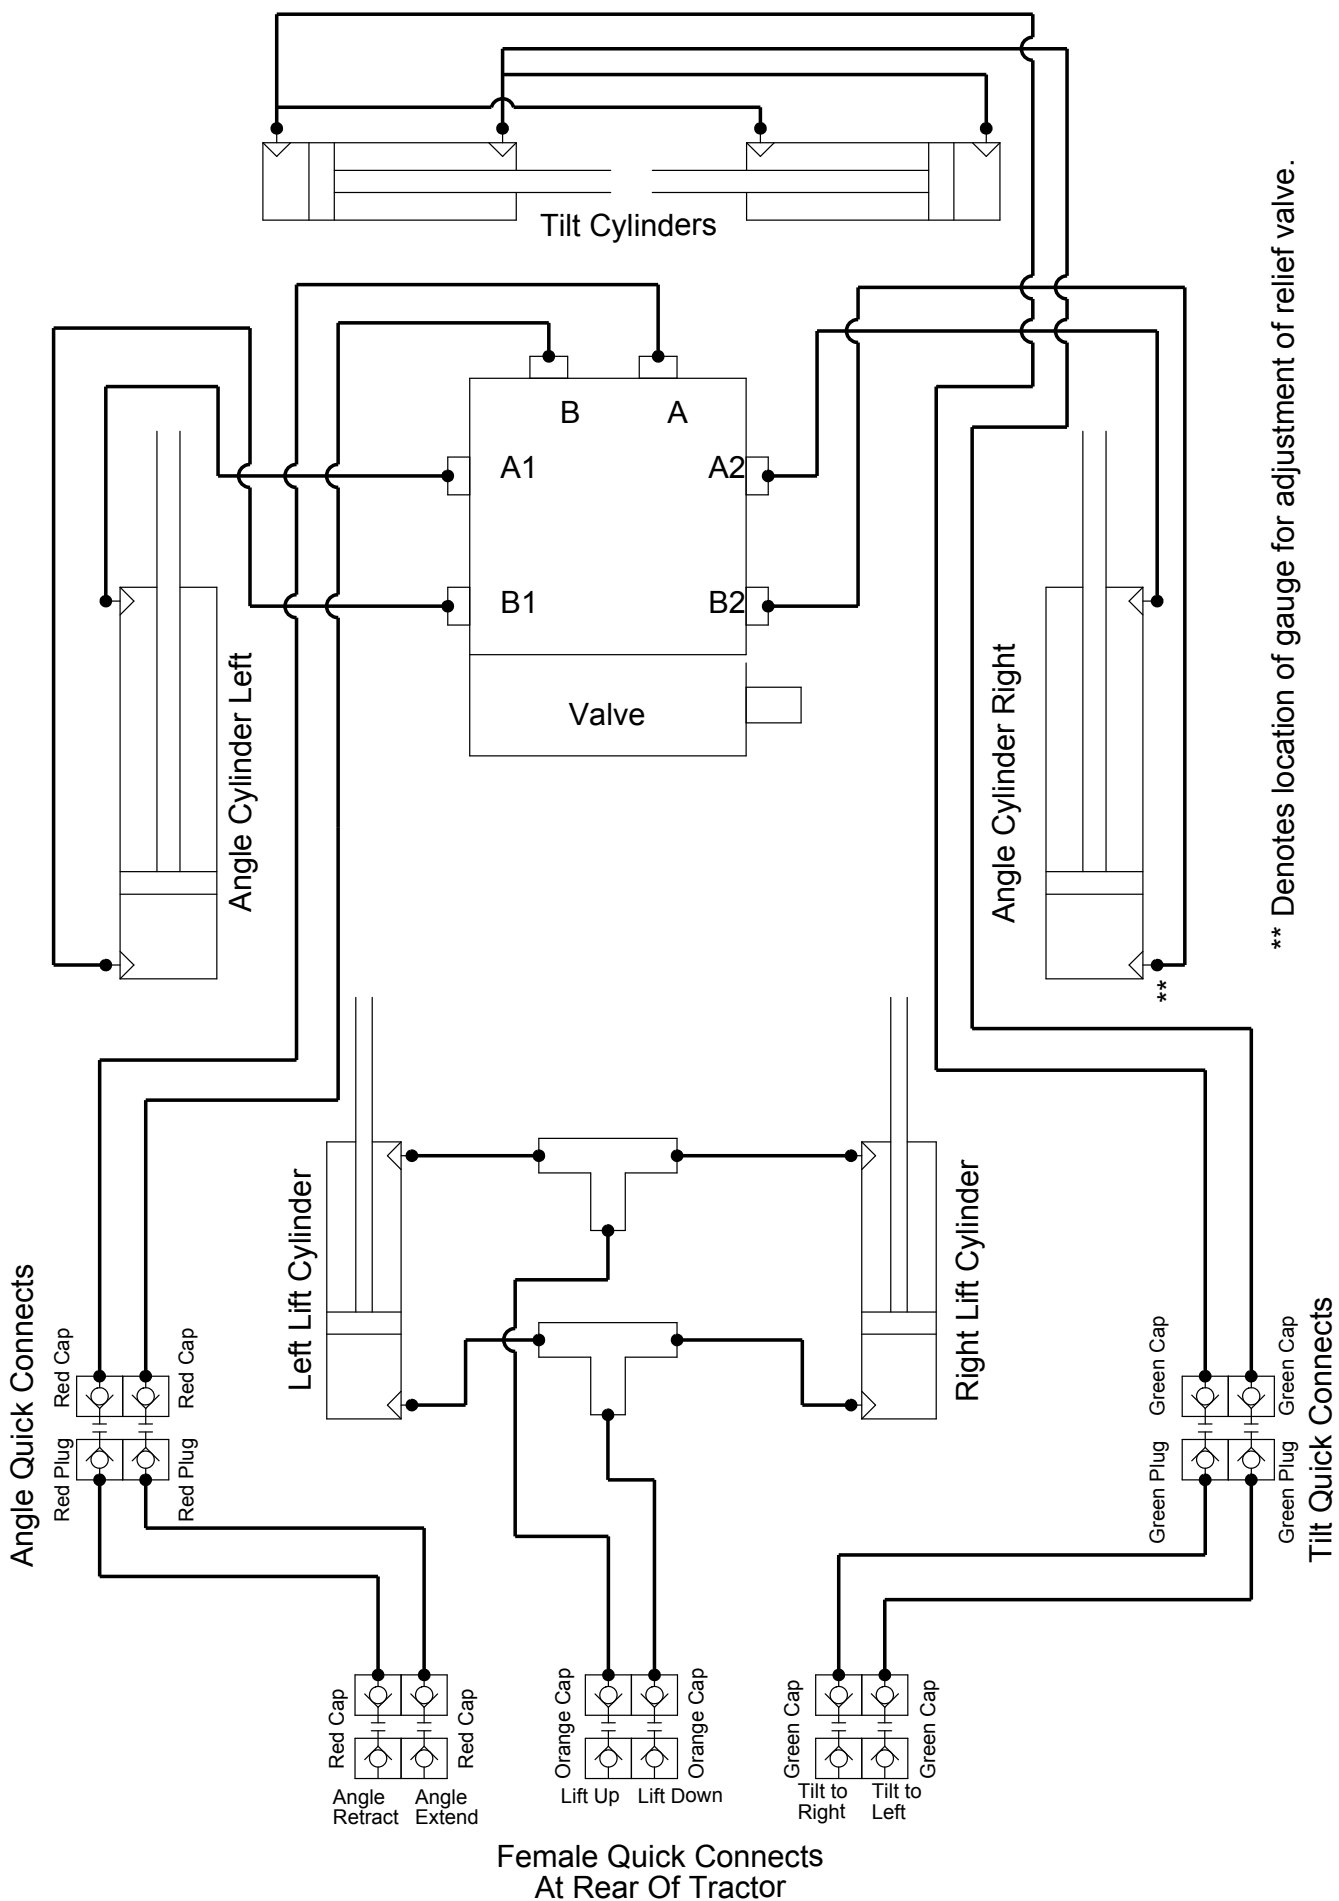 Tilt Cylinders
** Denotes location of gauge for adjustment of relief valve.
B
A
A1
A2
B1
B2
Valve
Angle Cylinder Left
Angle Cylinder Right
**
Left Lift Cylinder
Right Lift Cylinder
Angle Quick Connects
Red Cap
Red Cap
Red Plug
Red Plug
Green Cap
Green Cap
Green Plug
Green Plug
Tilt Quick Connects
Red Cap
Red Cap
Orange Cap
Orange Cap
Green Cap
Green Cap
Angle
Retract
Angle
Extend
Lift Up
Lift Down
Tilt to
Right
Tilt to
Left
Female Quick Connects
At Rear Of Tractor